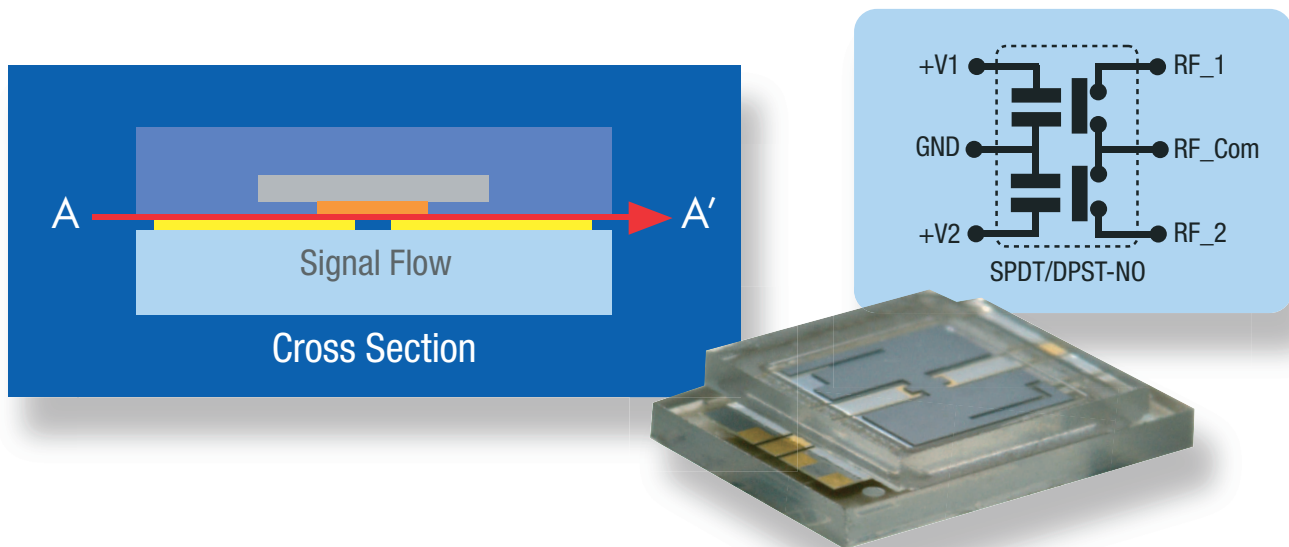 A
A′
Signal Flow
Cross Section
+V1
RF_1
GND
RF_Com
+V2
RF_2
SPDT/DPST-NO